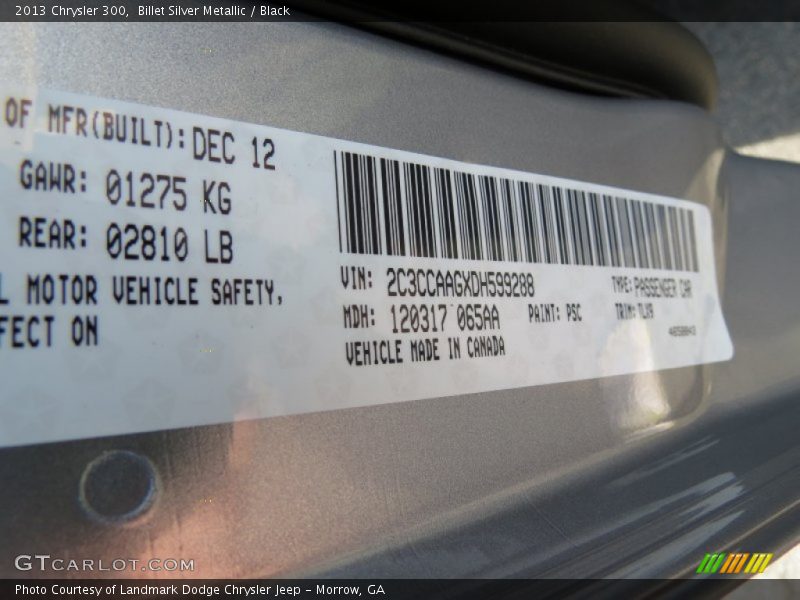 2013 Chrysler 300, Billet Silver Metallic / Black
OF MFR(BUILT): DEC 12
GAWR: 01275 KG
REAR: 02810 LB
L MOTOR VEHICLE SAFETY,
FFECT ON
VIN: 2C3CCAAGXDH599288
TYPE: PASSENGER CAR
MDH: 120317 065AA
PAINT: PSC
TRIM:
VEHICLE MADE IN CANADA
GTCARLOT.COM
Photo Courtesy of Landmark Dodge Chrysler Jeep – Morrow, GA